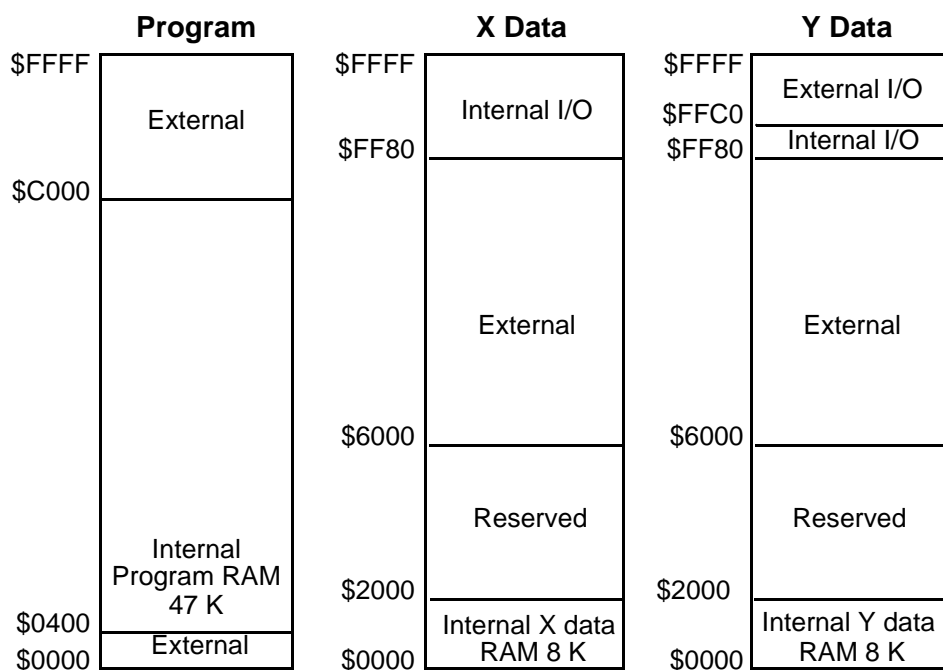 Program
$FFFF
External
$C000
Internal
Program RAM
47 K
$0400
External
$0000
X Data
$FFFF
Internal I/O
$FF80
External
$6000
Reserved
$2000
Internal X data
RAM 8 K
$0000
Y Data
$FFFF
External I/O
$FFC0
Internal I/O
$FF80
External
$6000
Reserved
$2000
Internal Y data
RAM 8 K
$0000